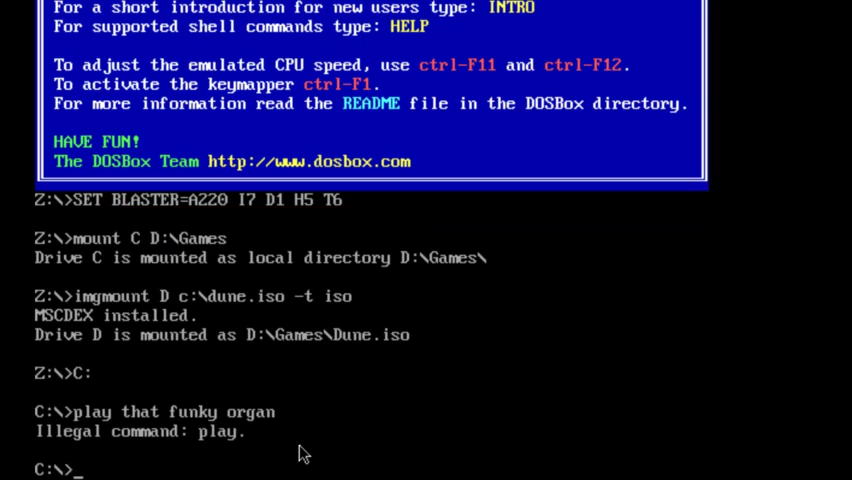 For a short introduction for new users type: INTRO
For supported shell commands type: HELP
To adjust the emulated CPU speed, use ctrl-F11 and ctrl-F12.
To activate the keymapper ctrl-F1.
For more information read the README file in the DOSBox directory.
HAVE FUN!
The DOSBox Team http://www.dosbox.com
Z:\>SET BLASTER=A220 I7 D1 H5 T6
Z:\>mount C D:\Games
Drive C is mounted as local directory D:\Games\
Z:\>imgmount D c:\dune.iso -t iso
MSCDEX installed.
Drive D is mounted as D:\Games\Dune.iso
Z:\>C:
C:\>play that funky organ
Illegal command: play.
C:\>_